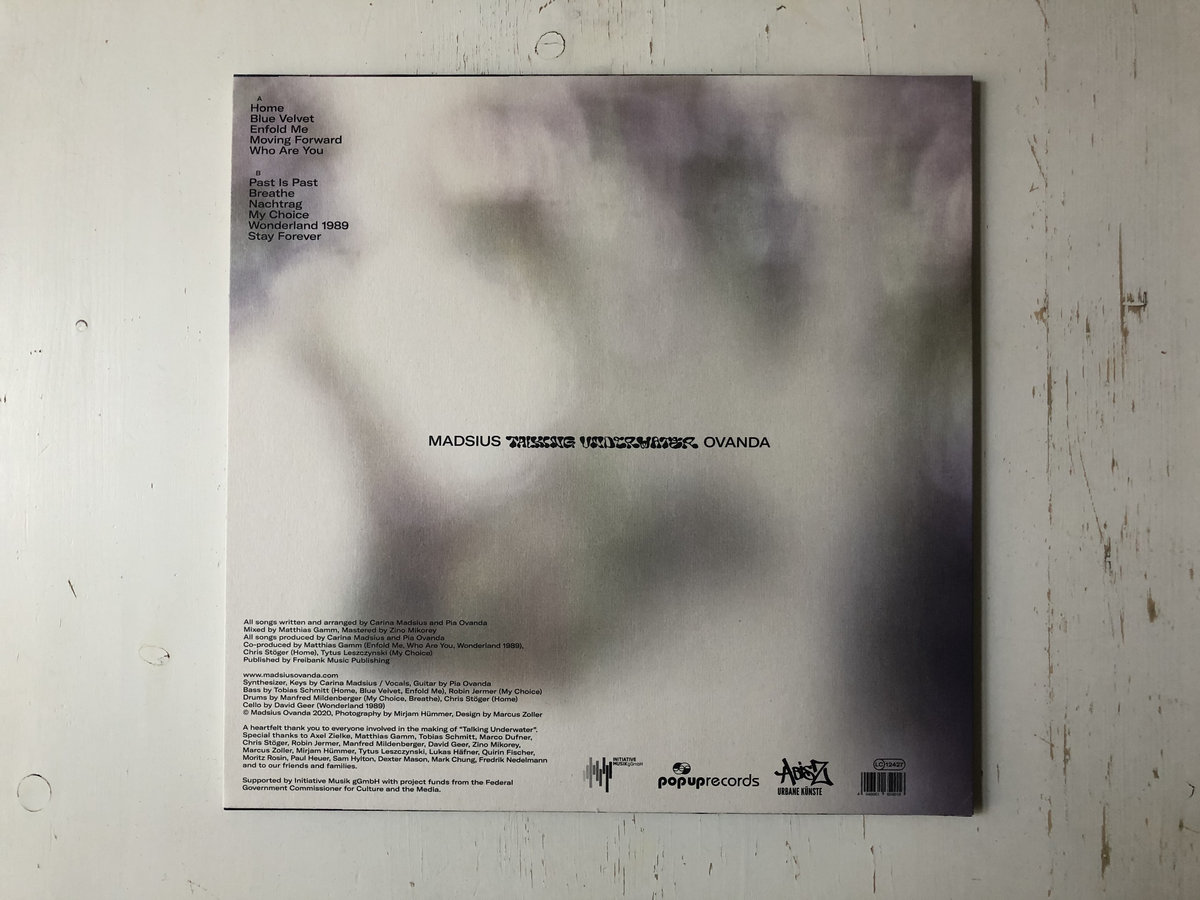 A
Home
Blue Velvet
Enfold Me
Moving Forward
Who Are You
B
Past Is Past
Breathe
Nachtrag
My Choice
Wonderland 1989
Stay Forever
MADSIUS TALKING UNDERWATER OVANDA
All songs written and arranged by Carina Madsius and Pia Ovanda
Mixed by Matthias Gamm, Mastered by Zino Mikorey
All songs produced by Carina Madsius and Pia Ovanda
Co-produced by Matthias Gamm (Enfold Me, Who Are You, Wonderland 1989),
Chris Stöger (Home), Tytus Leszczynski (My Choice)
Published by Freibank Music Publishing
www.madsiusovanda.com
Synthesizer, Keys by Carina Madsius / Vocals, Guitar by Pia Ovanda
Bass by Tobias Schmitt (Home, Blue Velvet, Enfold Me), Robin Jermer (My Choice)
Drums by Manfred Mildenberger (My Choice, Breathe), Chris Stöger (Home)
Cello by David Geer (Wonderland 1989)
© Madsius Ovanda 2020, Photography by Mirjam Hümmer, Design by Marcus Zoller
A heartfelt thank you to everyone involved in the making of "Talking Underwater".
Special thanks to Axel Zielke, Matthias Gamm, Tobias Schmitt, Marco Dufner,
Chris Stöger, Robin Jermer, Manfred Mildenberger, David Geer, Zino Mikorey,
Marcus Zoller, Mirjam Hümmer, Tytus Leszczynski, Lukas Häfner, Quirin Fischer,
Moritz Rosin, Paul Heuer, Sam Hylton, Dexter Mason, Mark Chung, Fredrik Nedelmann
and to our friends and families.
Supported by Initiative Musik gGmbH with project funds from the Federal
Government Commissioner for Culture and the Media.
INITIATIVE
MUSIK gGmbH
popuprecords
URBANE KÜNSTE
LC 12427